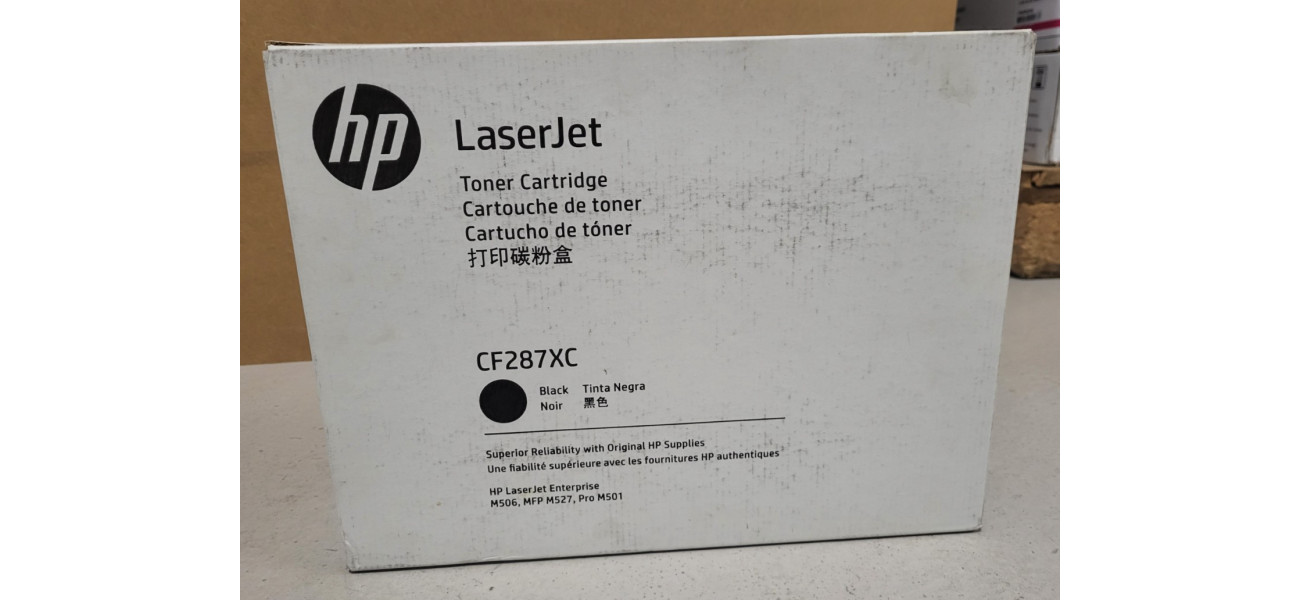 hp
LaserJet
Toner Cartridge
Cartouche de toner
Cartucho de tóner
打印碳粉盒
CF287XC
Black Tinta Negra
Noir 黑色
Superior Reliability with Original HP Supplies
Une fiabilité supérieure avec les fournitures HP authentiques
HP LaserJet Enterprise
M506, MFP M527, Pro M501